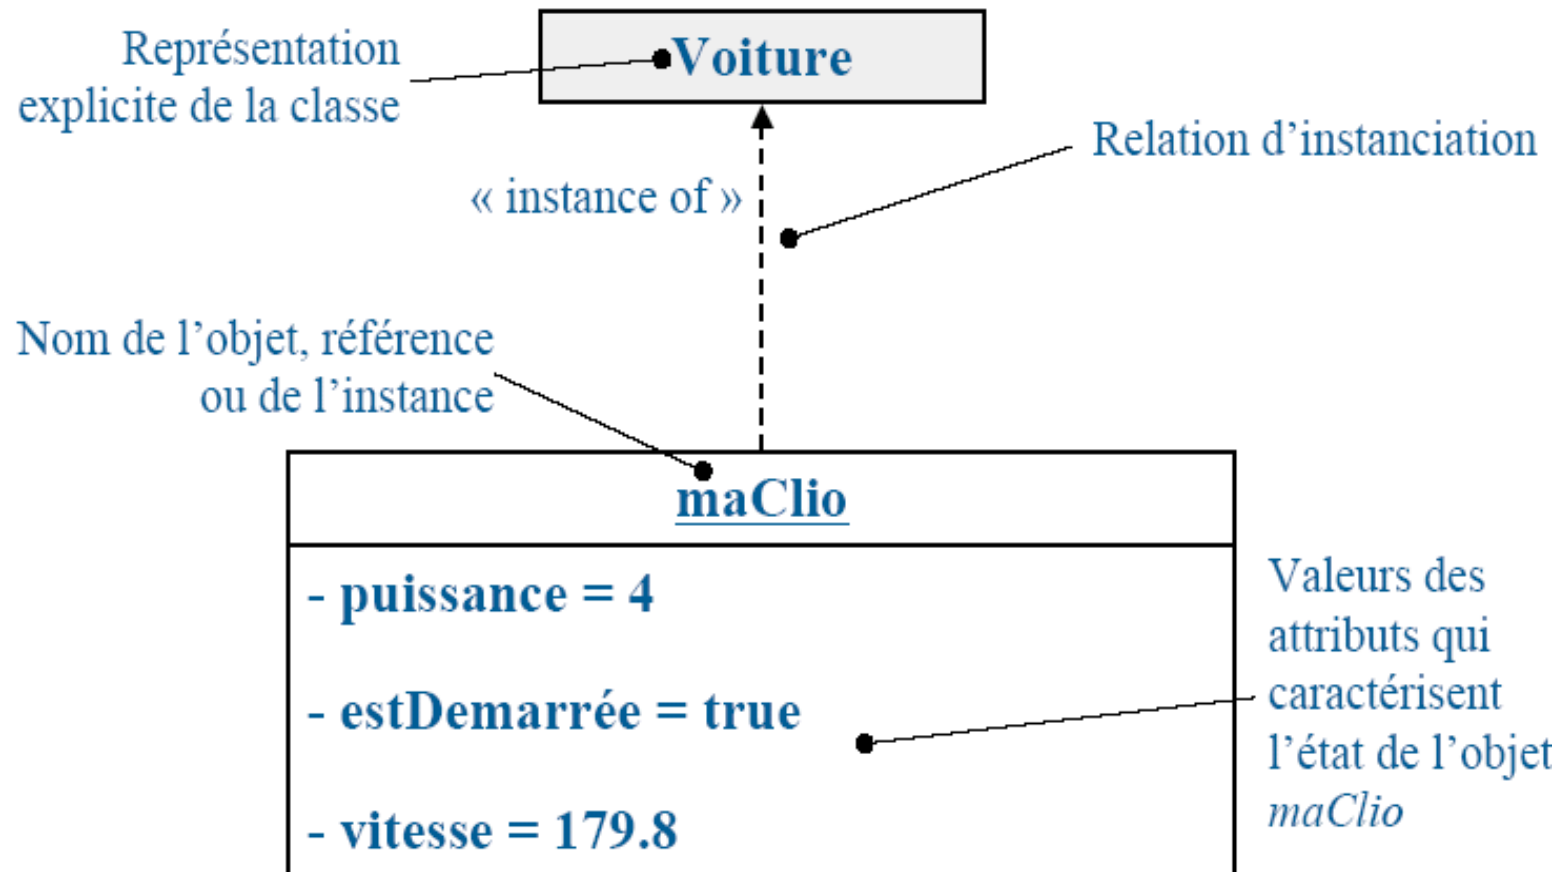 Représentation
explicite de la classe
Voiture
Relation d’instanciation
« instance of »
Nom de l’objet, référence
ou de l’instance
maClio
- puissance = 4
- estDemarrée = true
- vitesse = 179.8
Valeurs des
attributs qui
caractérisent
l’état de l’objet
maClio